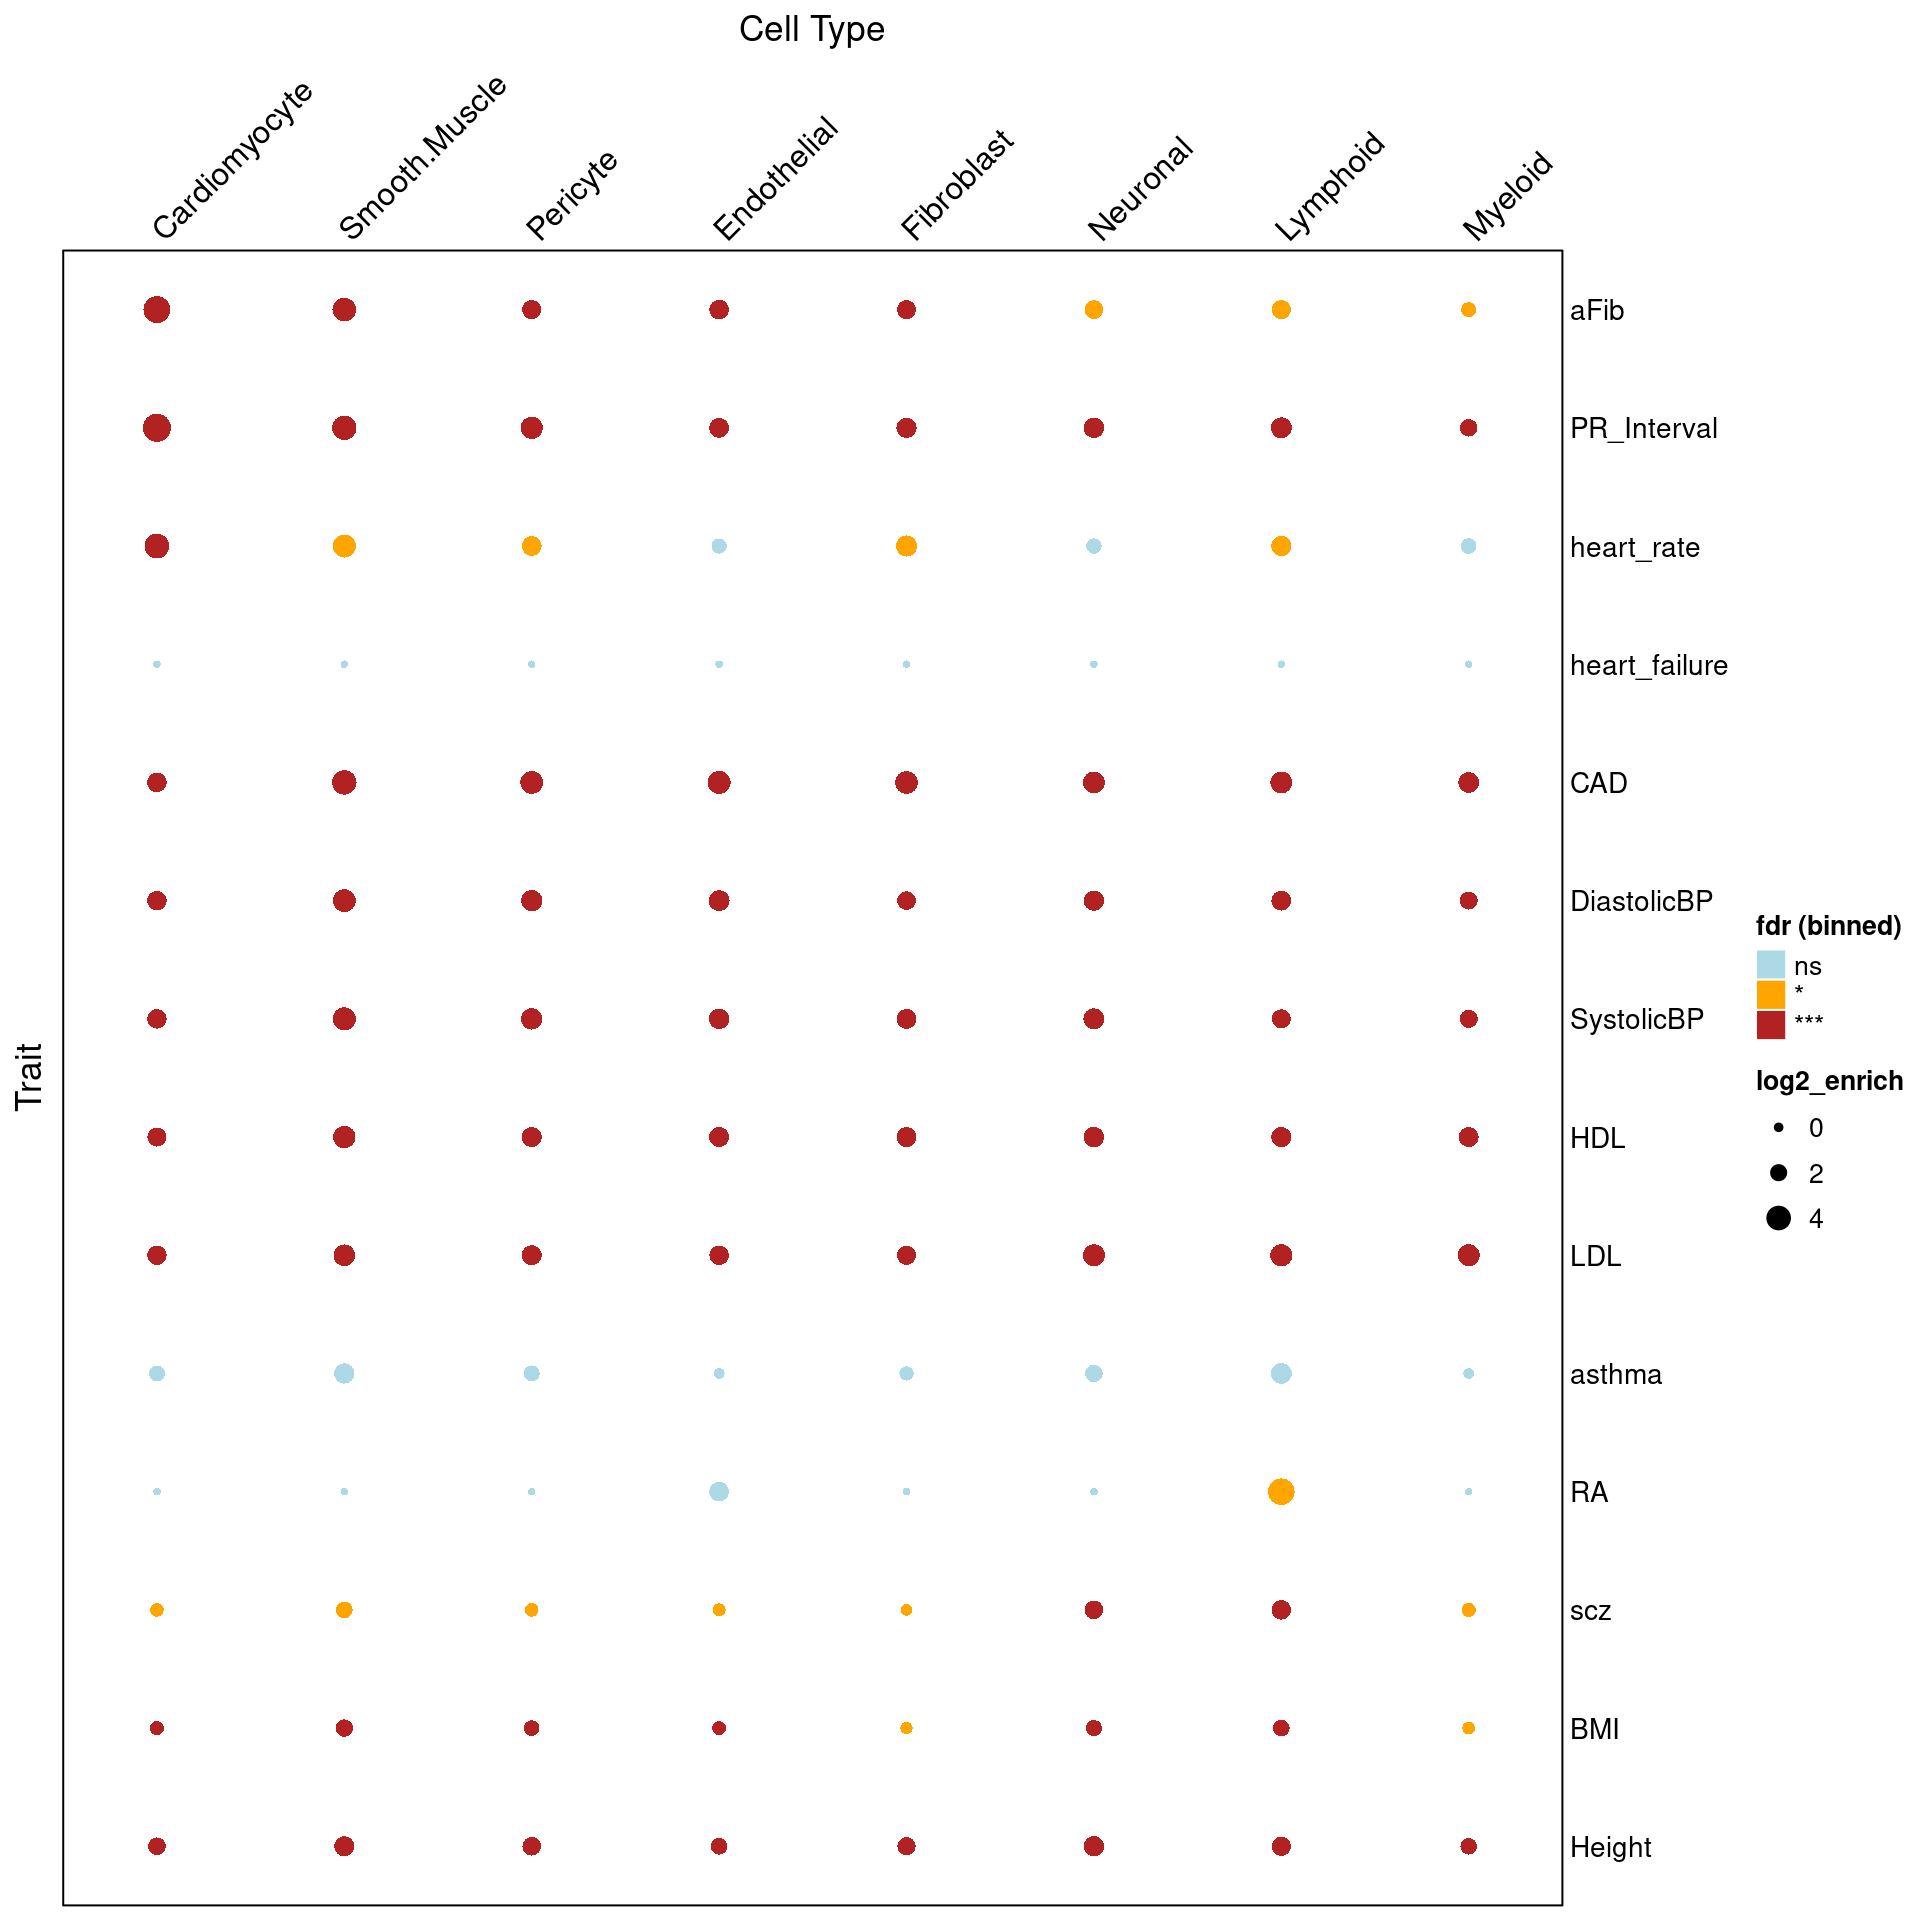 Cell Type
Cardiomyocyte
Smooth.Muscle
Pericyte
Endothelial
Fibroblast
Neuronal
Lymphoid
Myeloid
aFib
PR_Interval
heart_rate
heart_failure
CAD
DiastolicBP
SystolicBP
HDL
LDL
asthma
RA
scz
BMI
Height
Trait
fdr (binned)
ns
*
***
log2_enrich
0
2
4